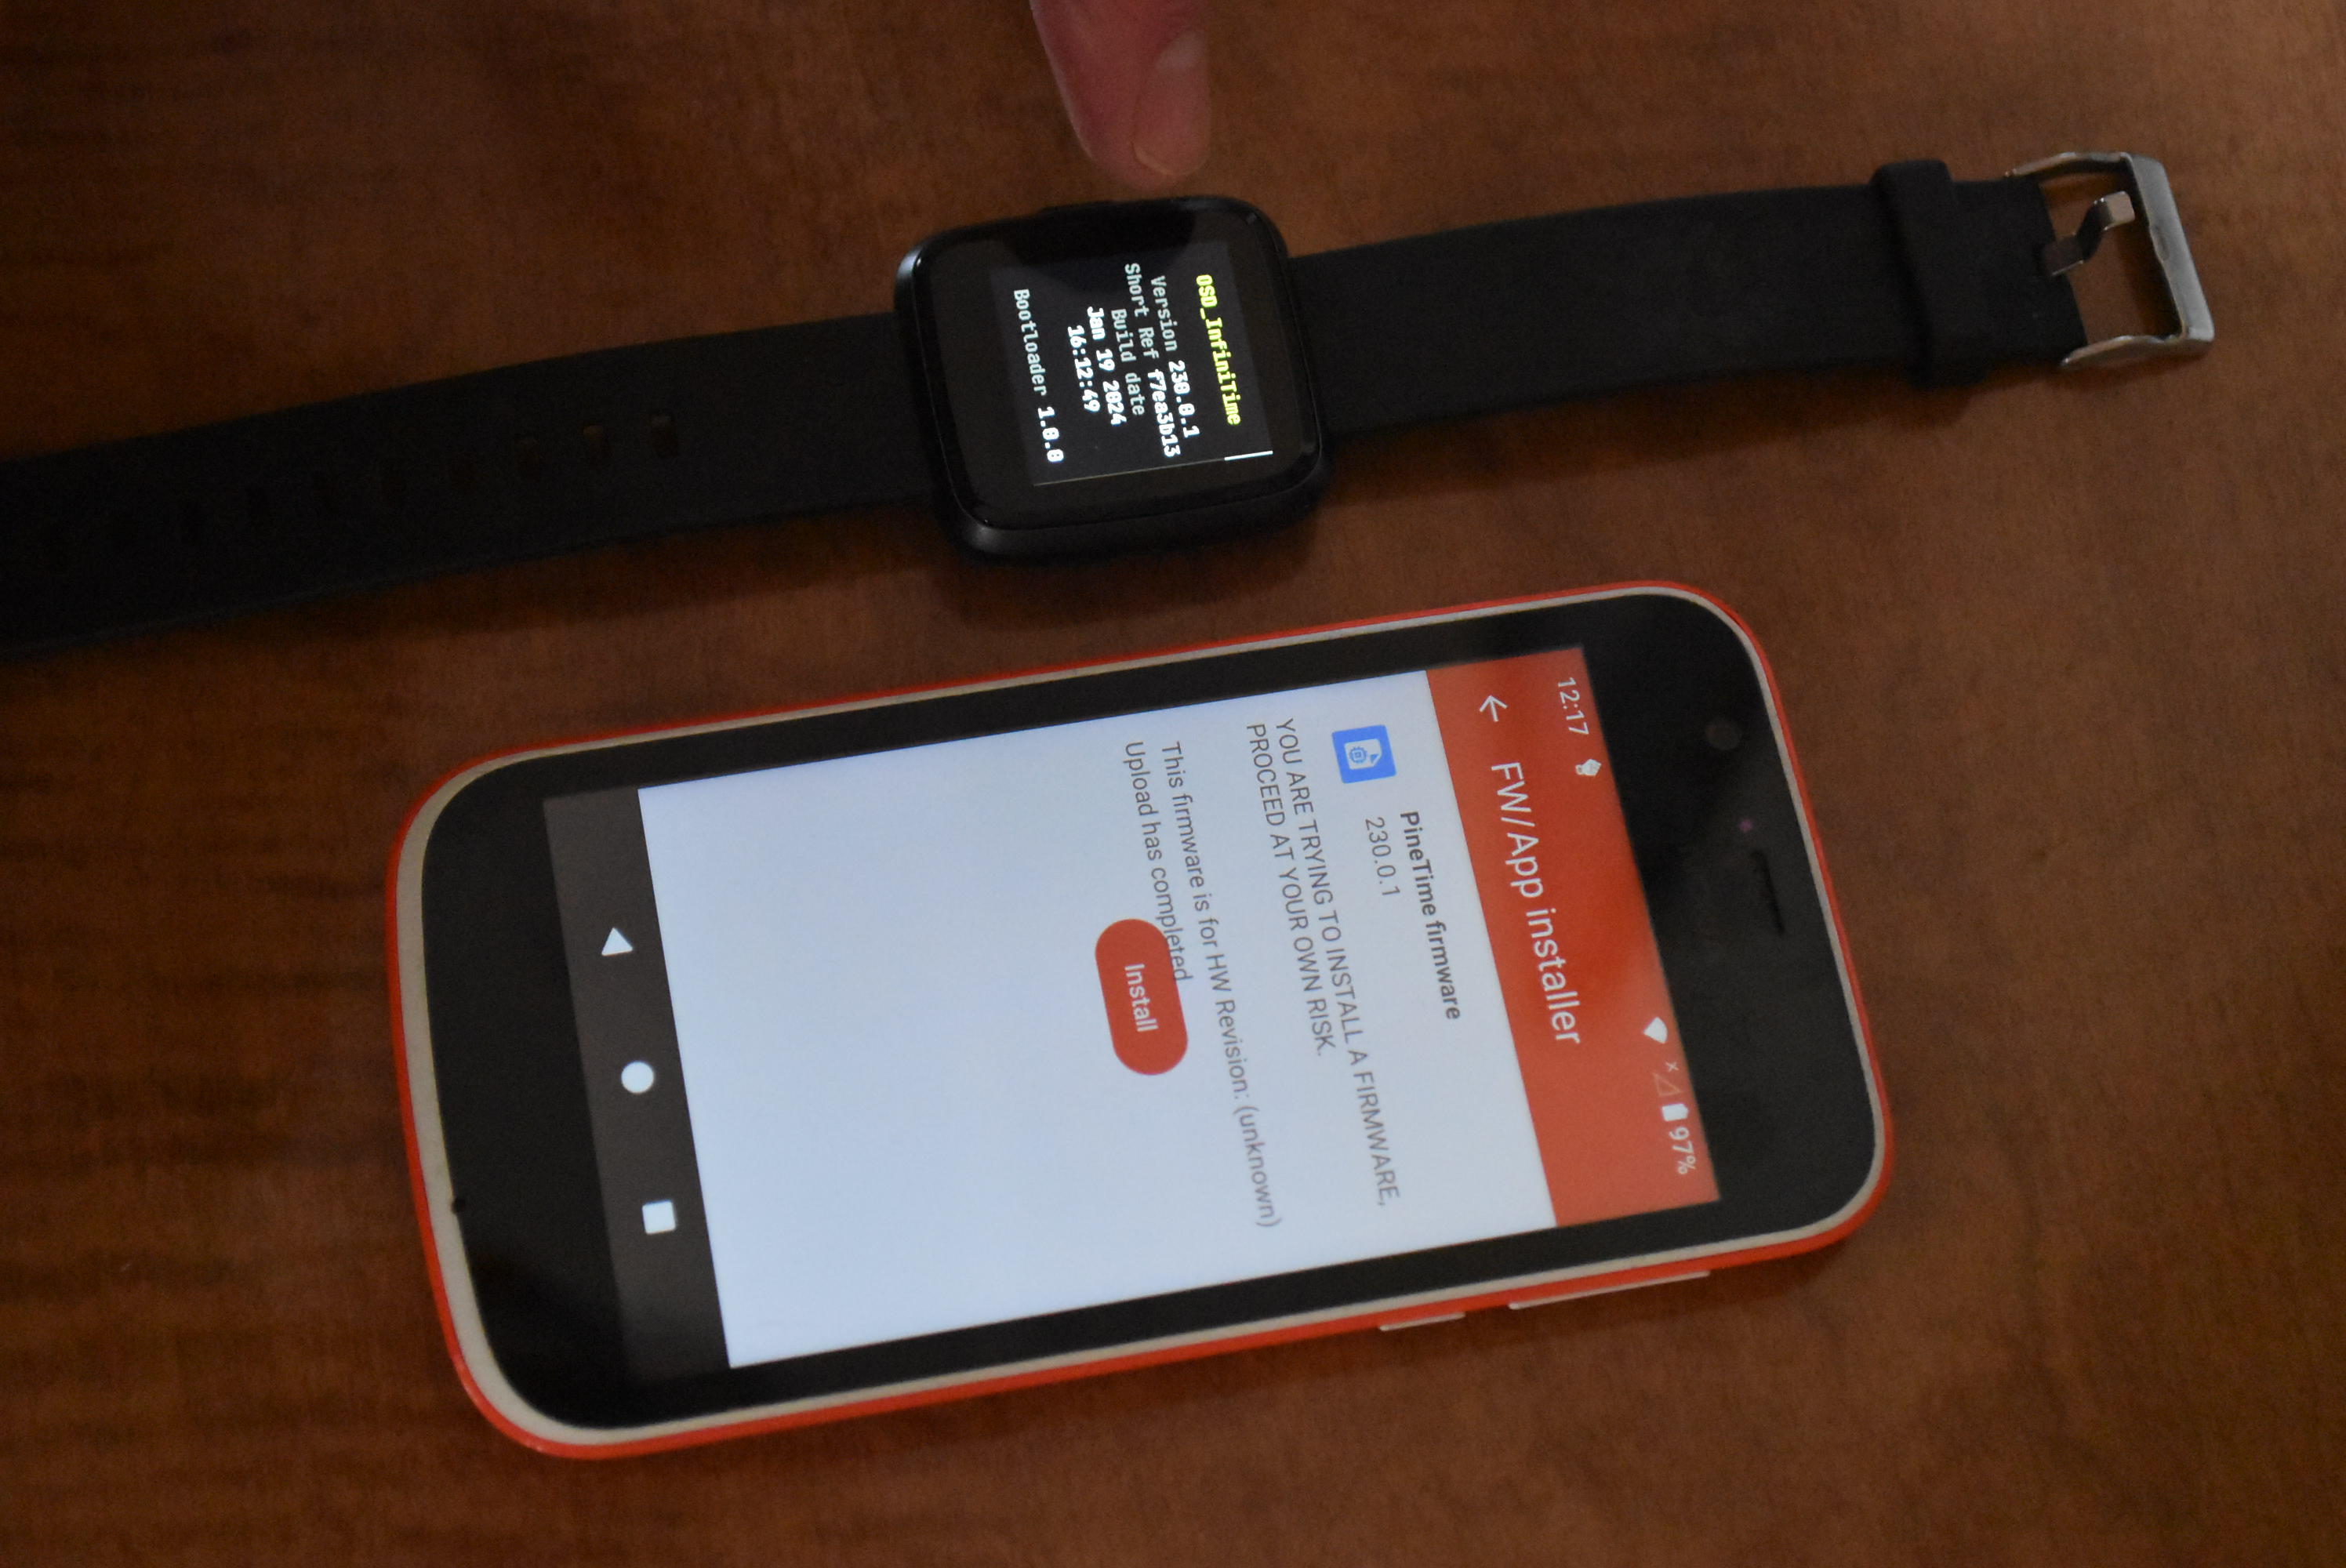 OSD_InfiniTime
Version 230.0.1
Short Ref f7ea3b13
Build date
Jan 19 2024
16:12:49
Bootloader 1.0.0
12:17
97%
FW/App installer
PineTime firmware
230.0.1
YOU ARE TRYING TO INSTALL A FIRMWARE,
PROCEED AT YOUR OWN RISK.
This firmware is for HW Revision: (unknown)
Upload has completed
Install